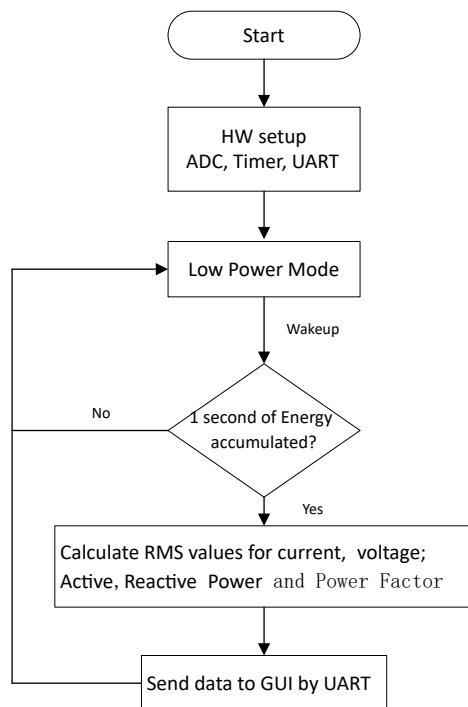 Start
HW setup
ADC, Timer, UART
Low Power Mode
Wakeup
No
1 second of Energy
accumulated?
Yes
Calculate RMS values for current, voltage;
Active, Reactive Power and Power Factor
Send data to GUI by UART